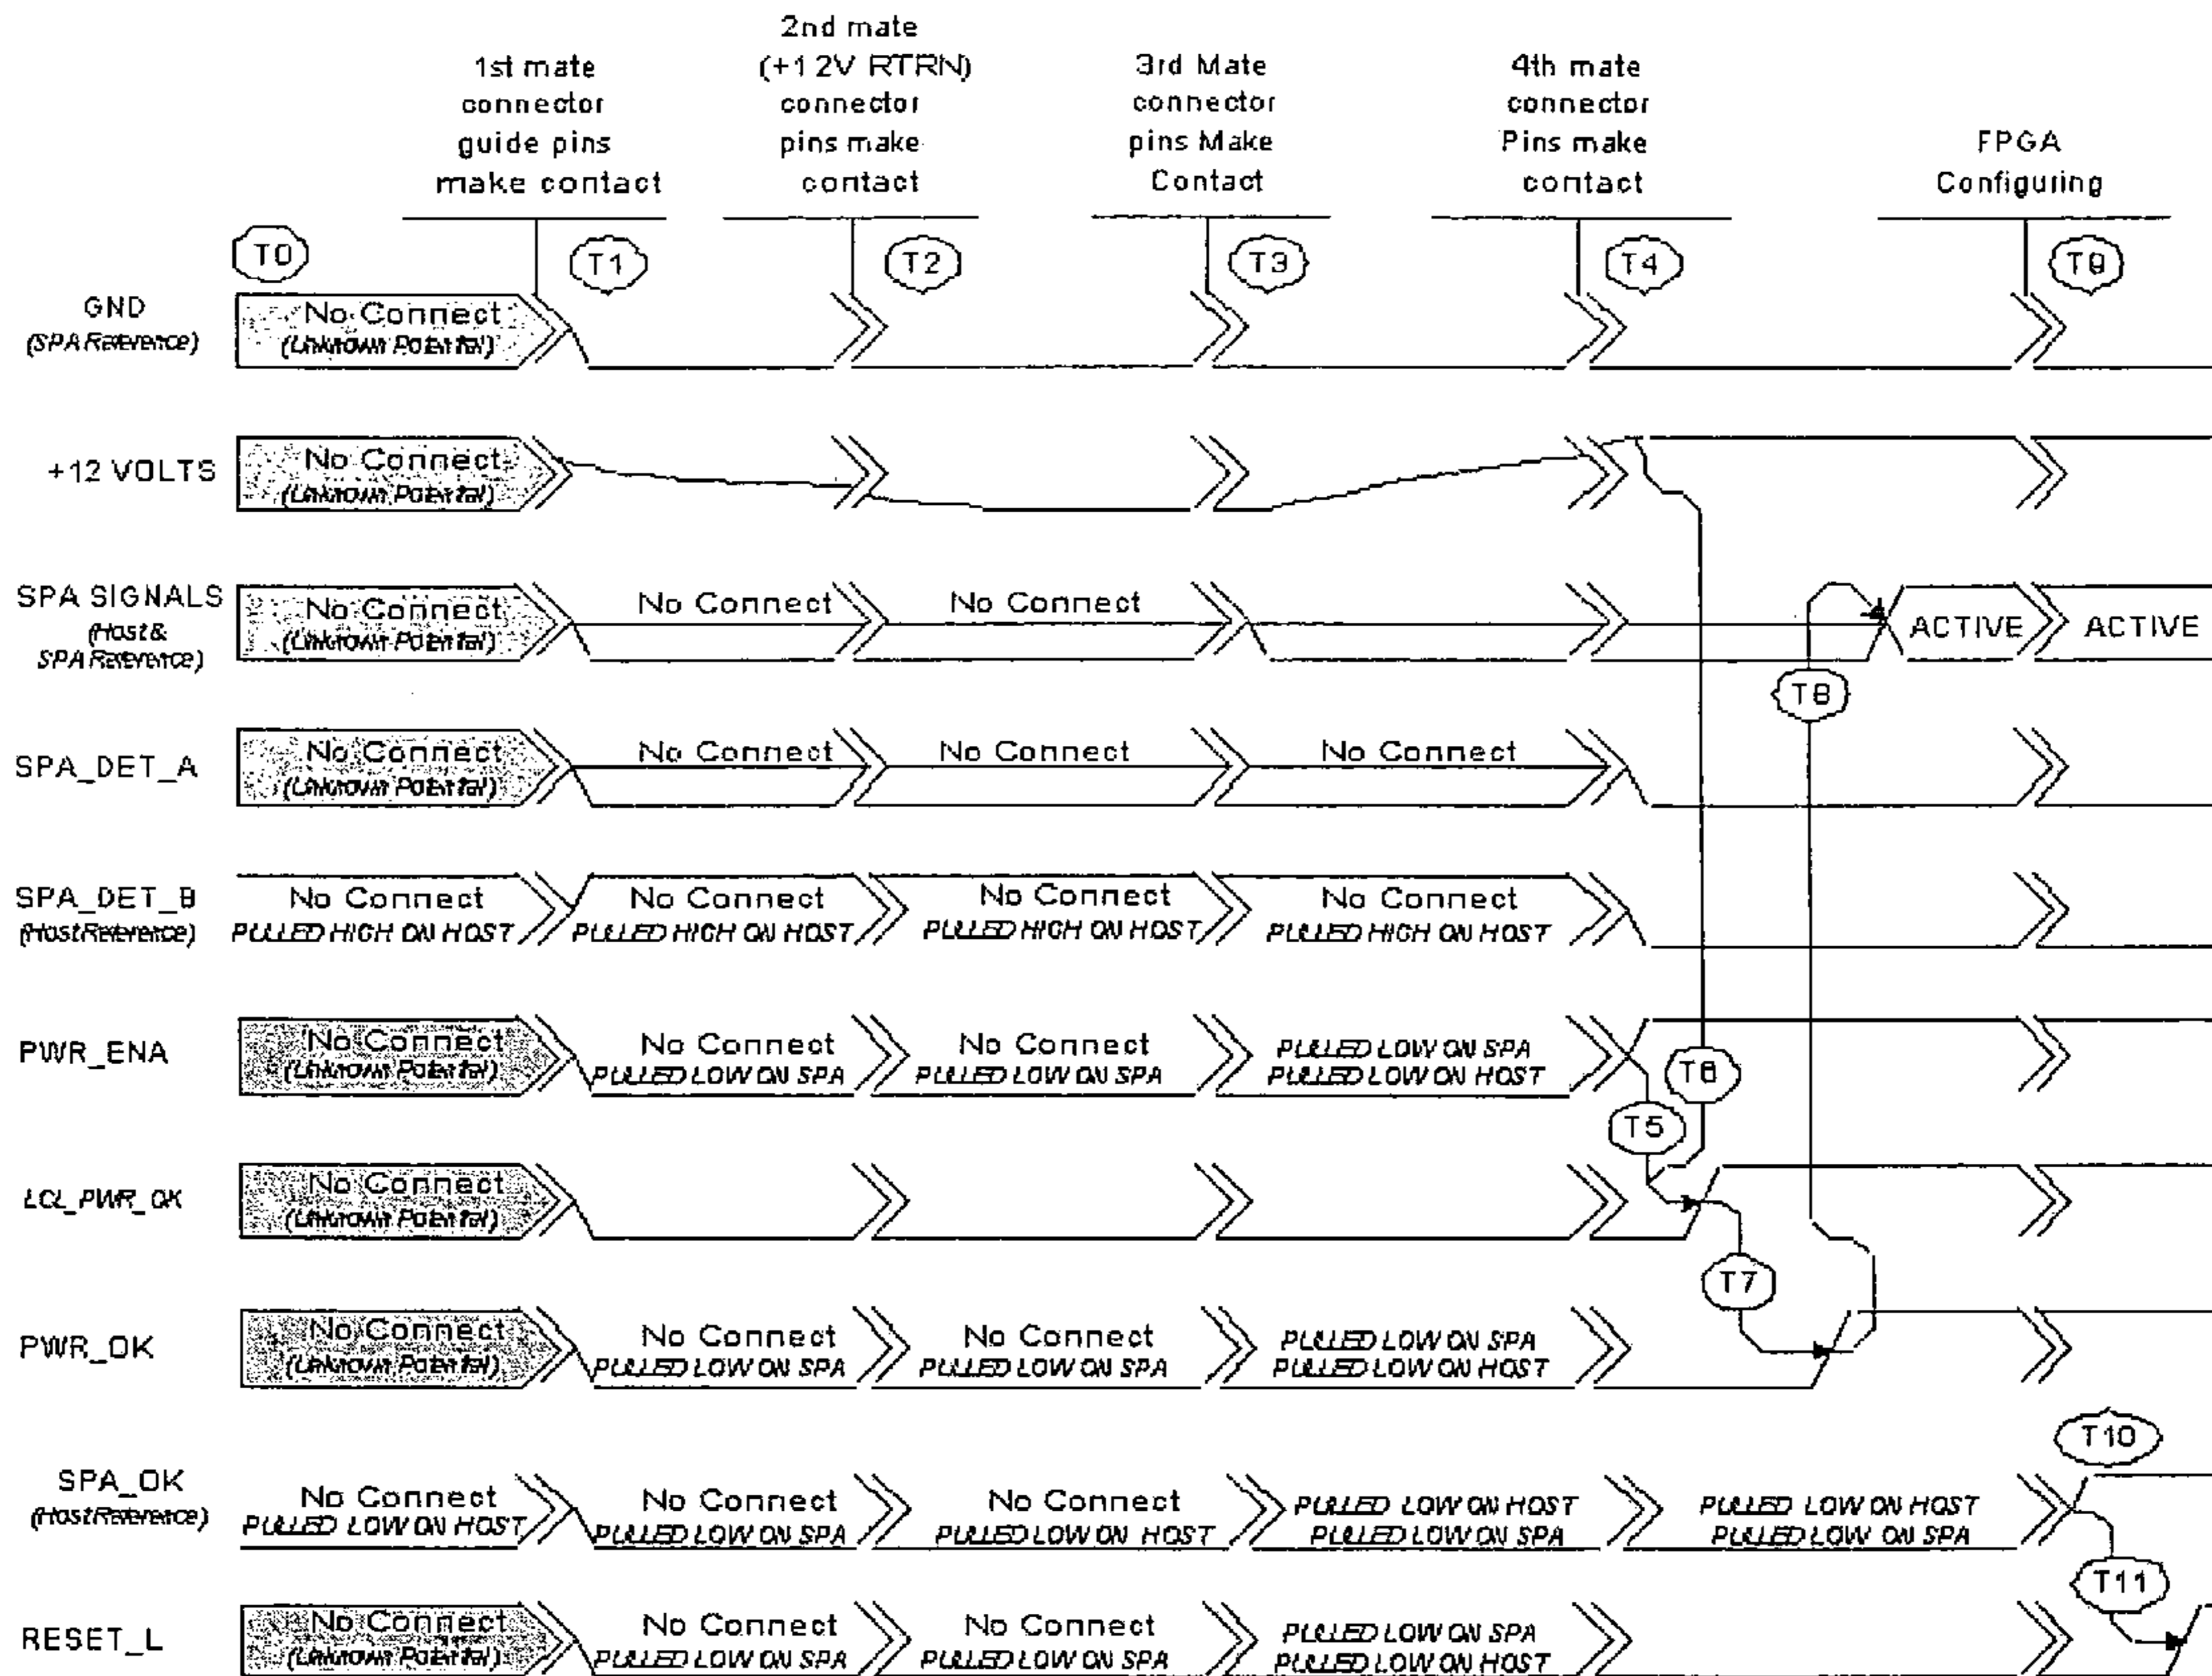 1st mate
connector
guide pins
make contact
2nd mate
(+12V RTRN)
connector
pins make
contact
3rd Mate
connector
pins Make
Contact
4th mate
connector
Pins make
contact
FPGA
Configuring
T0
T1
T2
T3
T4
T9
GND
(SPA Reference)
No Connect
(Unknown Potential)
+12 VOLTS
No Connect
(Unknown Potential)
SPA SIGNALS
(Host &
SPA Reference)
No Connect
(Unknown Potential)
No Connect
No Connect
ACTIVE
ACTIVE
T8
SPA_DET_A
No Connect
(Unknown Potential)
No Connect
No Connect
No Connect
SPA_DET_B
(Host Reference)
No Connect
PULLED HIGH ON HOST
No Connect
PULLED HIGH ON HOST
No Connect
PULLED HIGH ON HOST
No Connect
PULLED HIGH ON HOST
PWR_ENA
No Connect
(Unknown Potential)
No Connect
PULLED LOW ON SPA
No Connect
PULLED LOW ON SPA
PULLED LOW ON SPA
PULLED LOW ON HOST
T6
T5
LCL_PWR_OK
No Connect
(Unknown Potential)
T7
PWR_OK
No Connect
(Unknown Potential)
No Connect
PULLED LOW ON SPA
No Connect
PULLED LOW ON SPA
PULLED LOW ON SPA
PULLED LOW ON HOST
T10
SPA_OK
(Host Reference)
No Connect
PULLED LOW ON HOST
No Connect
PULLED LOW ON SPA
No Connect
PULLED LOW ON HOST
PULLED LOW ON HOST
PULLED LOW ON SPA
PULLED LOW ON HOST
PULLED LOW ON SPA
T11
RESET_L
No Connect
(Unknown Potential)
No Connect
PULLED LOW ON SPA
No Connect
PULLED LOW ON SPA
PULLED LOW ON SPA
PULLED LOW ON HOST